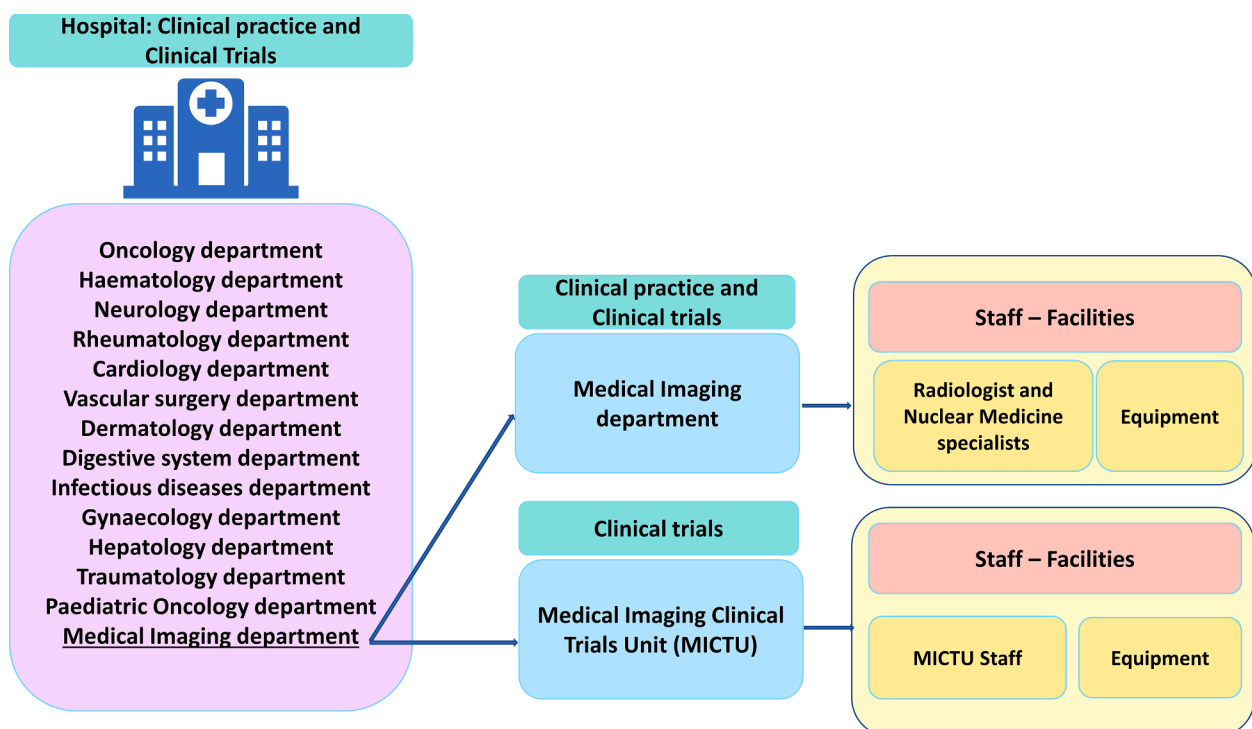 Hospital: Clinical practice and
Clinical Trials
Oncology department
Haematology department
Neurology department
Rheumatology department
Cardiology department
Vascular surgery department
Dermatology department
Digestive system department
Infectious diseases department
Gynaecology department
Hepatology department
Traumatology department
Paediatric Oncology department
Medical Imaging department
Clinical practice and
Clinical trials
Medical Imaging
department
Staff – Facilities
Radiologist and
Nuclear Medicine
specialists
Equipment
Clinical trials
Medical Imaging Clinical
Trials Unit (MICTU)
Staff – Facilities
MICTU Staff
Equipment